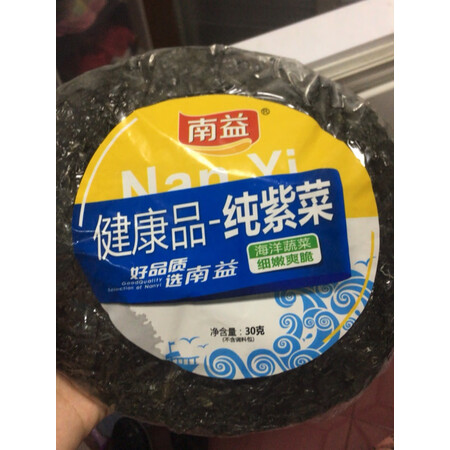 南益®
Nan Yi
健康品-纯紫菜
海洋蔬菜
细嫩爽脆
好品质
选南益
Goodquality
Selection of Nanyi
净含量：30克
(不含调料包)